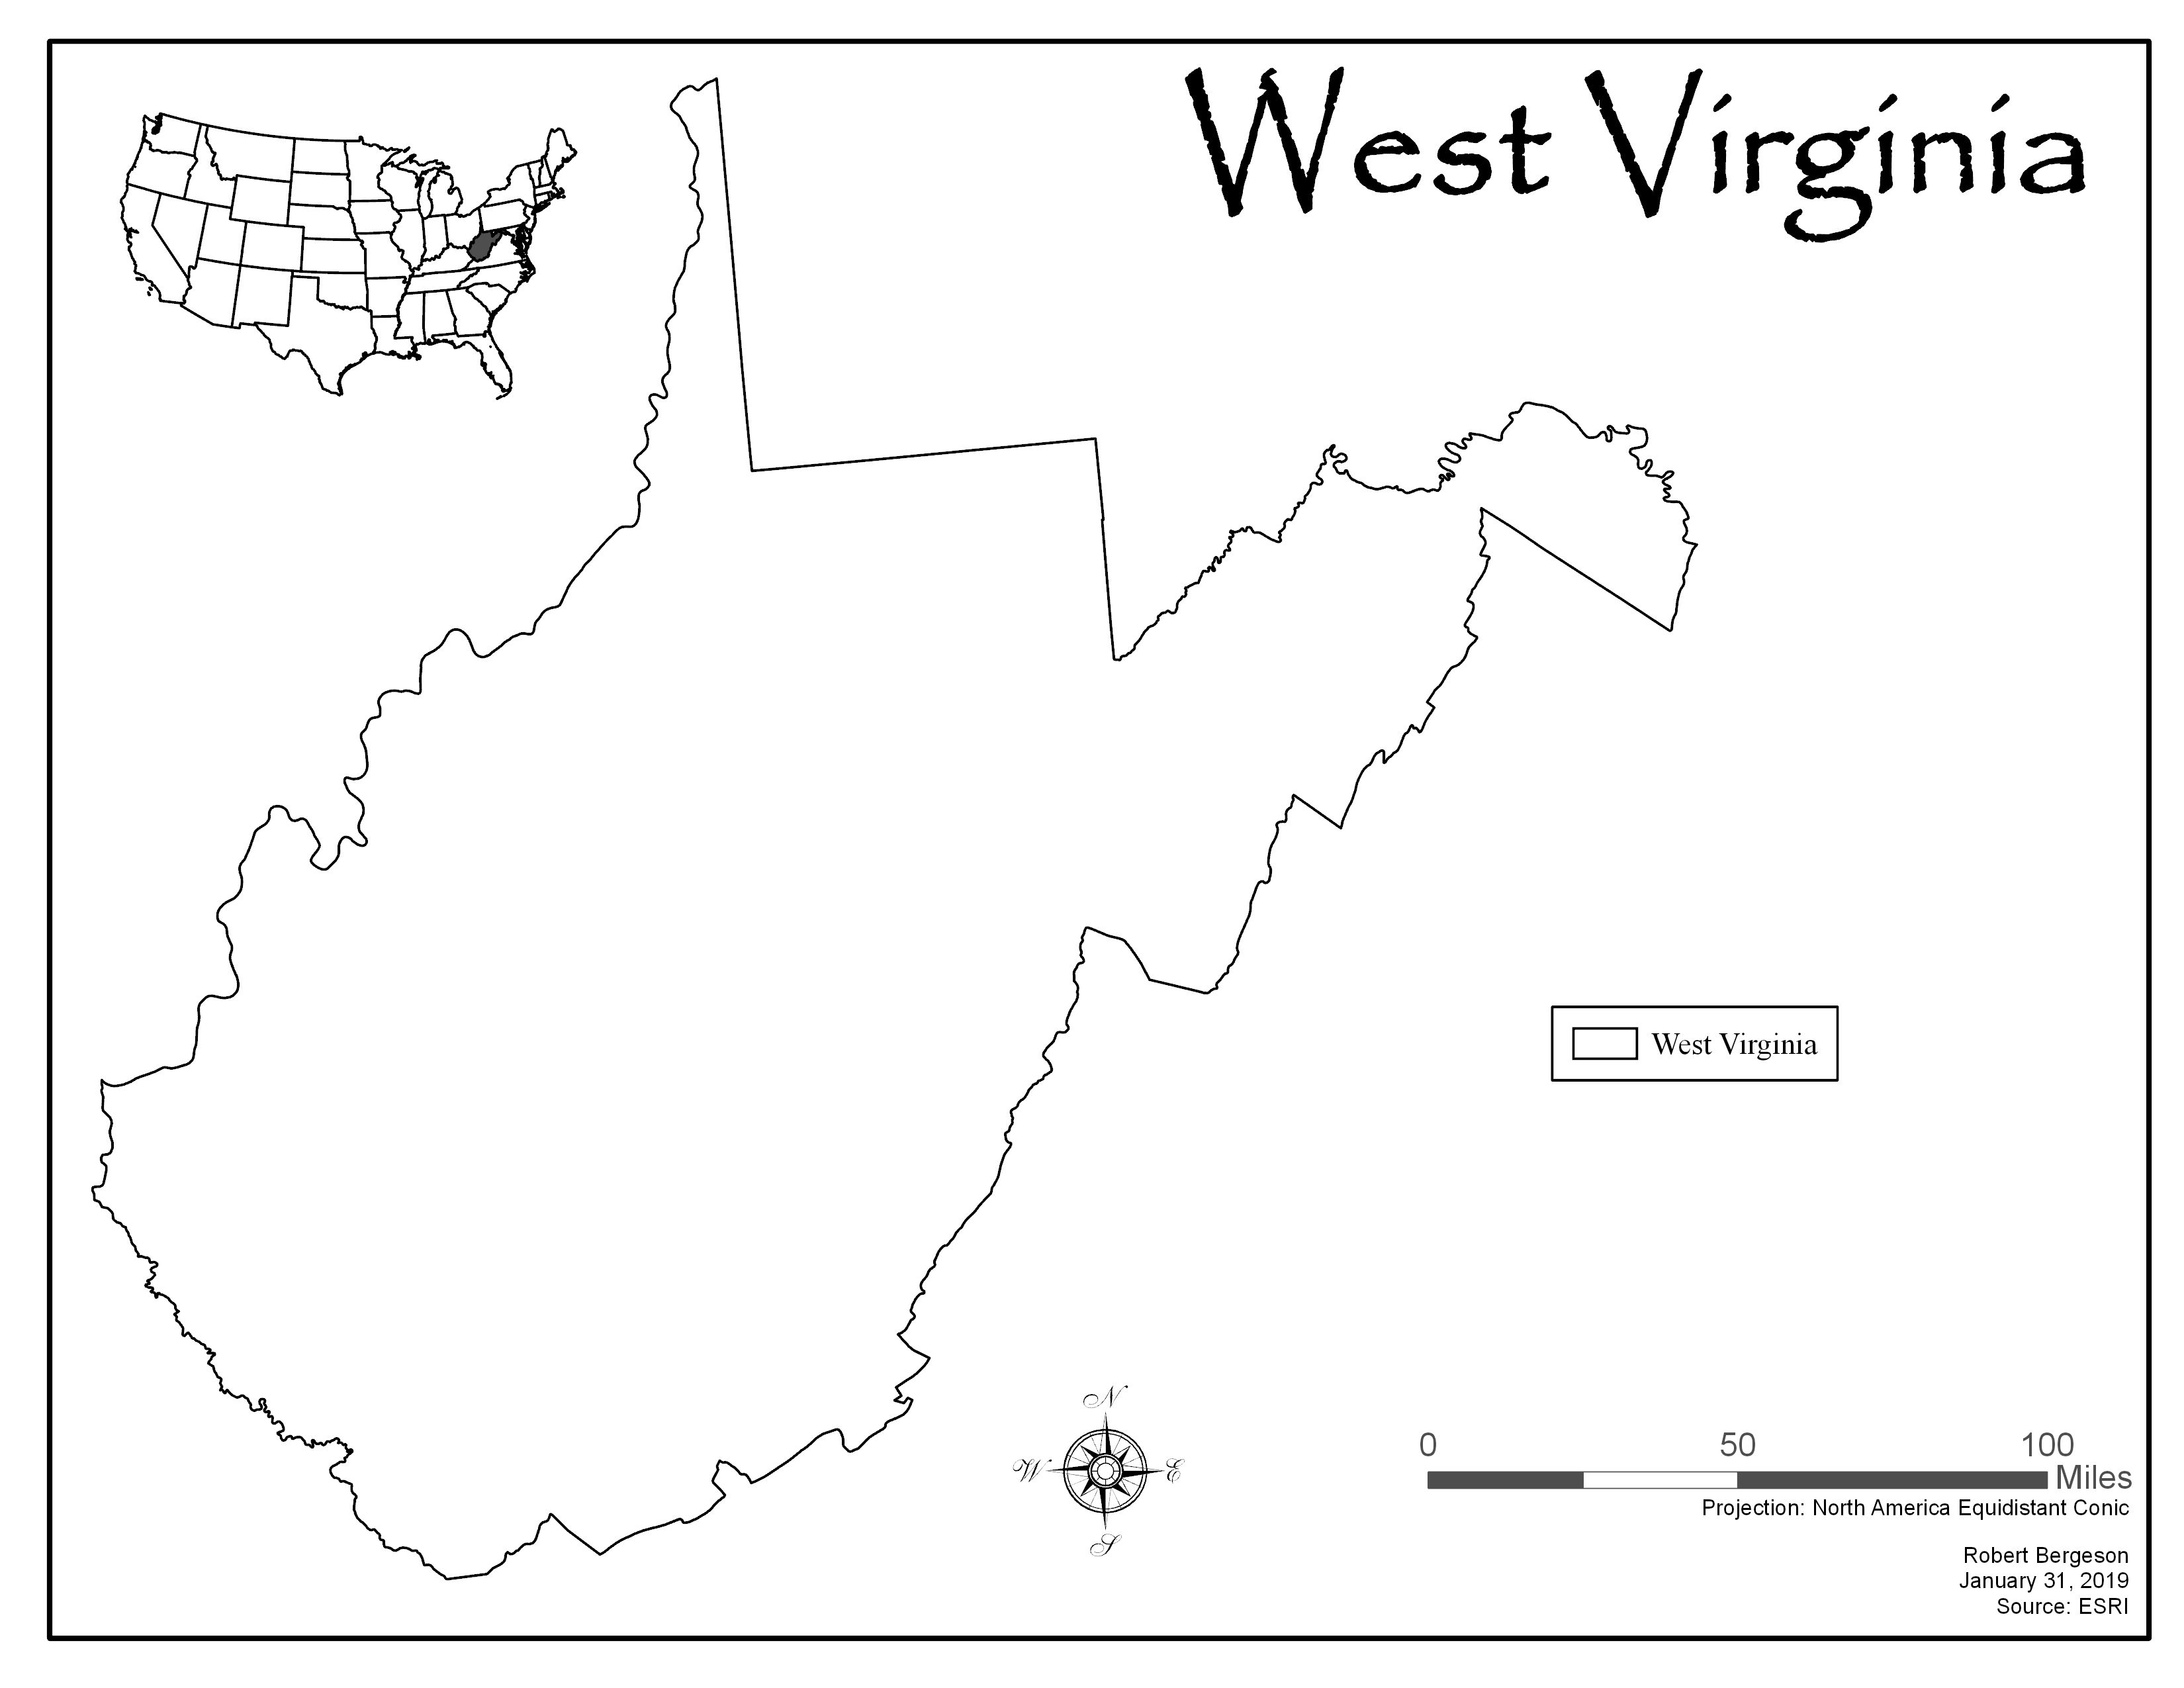 West Virginia
West Virginia
N
W E
S
0 50 100
Miles
Projection: North America Equidistant Conic
Robert Bergeson
January 31, 2019
Source: ESRI